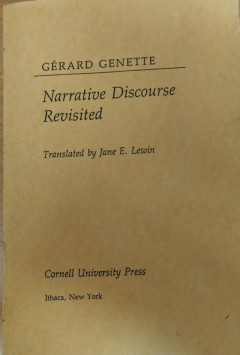 GÉRARD GENETTE
Narrative Discourse
Revisited
Translated by Jane E. Lewin
Cornell University Press
Ithaca, New York